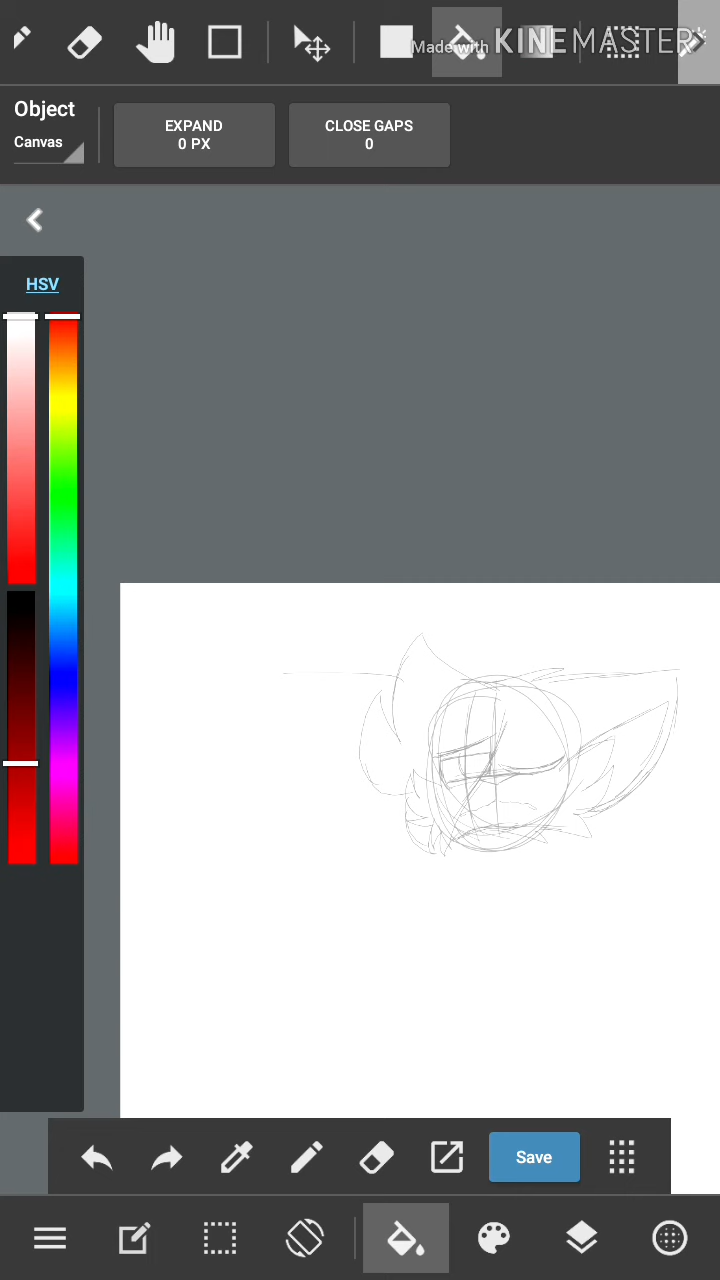 Made with KINEMASTER
Object
Canvas
EXPAND
0 PX
CLOSE GAPS
0
HSV
Save